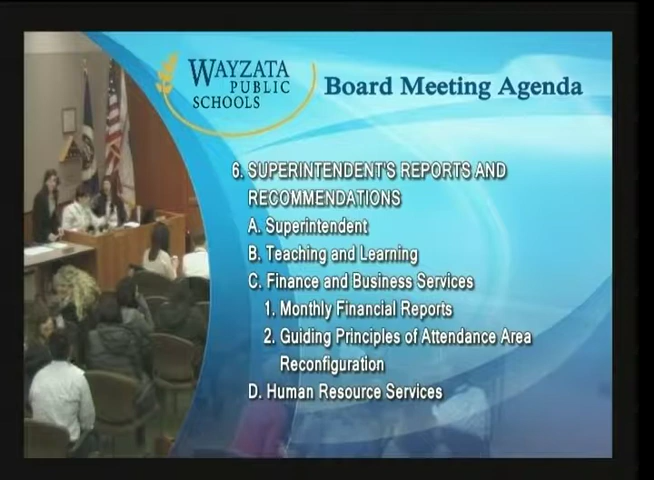 WAYZATA
PUBLIC
SCHOOLS
Board Meeting Agenda
6. SUPERINTENDENT'S REPORTS AND
RECOMMENDATIONS
A. Superintendent
B. Teaching and Learning
C. Finance and Business Services
1. Monthly Financial Reports
2. Guiding Principles of Attendance Area
Reconfiguration
D. Human Resource Services